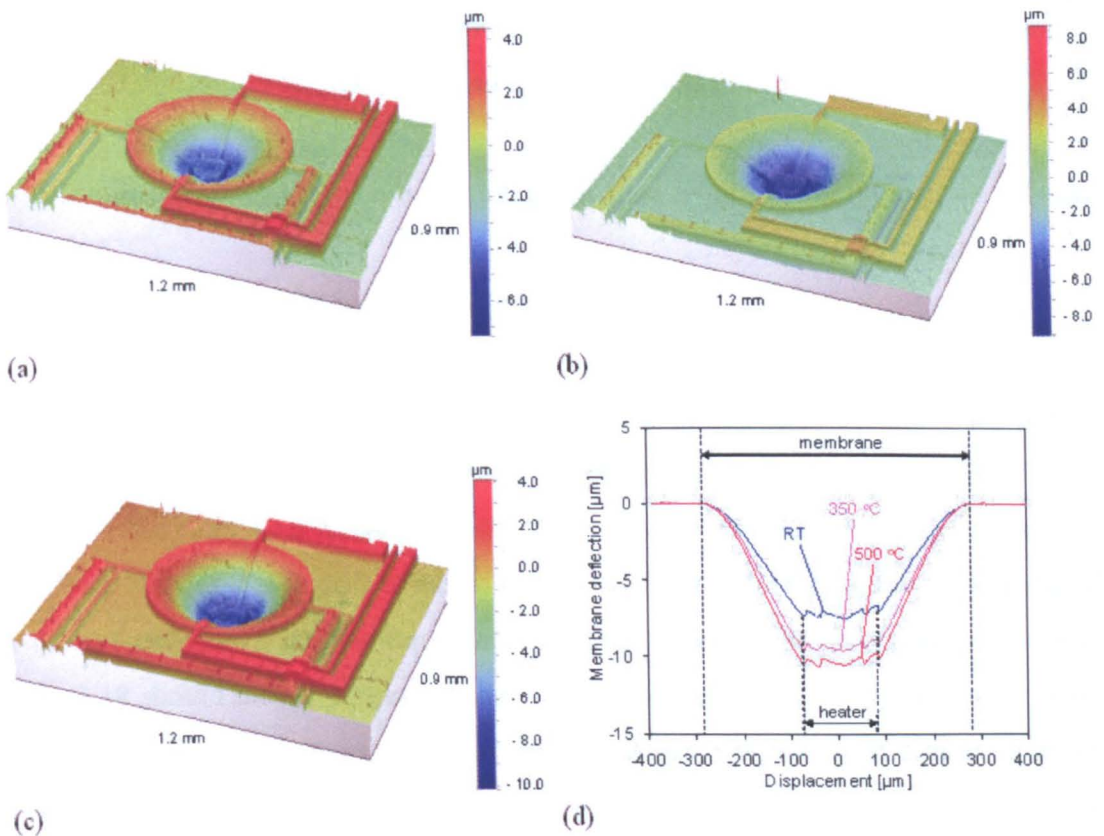 µm
4.0
2.0
0.0
- 2.0
- 4.0
- 6.0
0.9 mm
1.2 mm
(a)
µm
8.0
6.0
4.0
2.0
0.0
- 2.0
- 4.0
- 6.0
- 8.0
0.9 mm
1.2 mm
(b)
µm
4.0
2.0
0.0
- 2.0
- 4.0
- 6.0
- 8.0
- 10.0
0.9 mm
1.2 mm
(c)
5
0
-5
-10
-15
Membrane deflection [µm]
membrane
350 ºC
RT
500 ºC
heater
-400 -300 -200 -100 0 100 200 300 400
Displacement [µm]
(d)